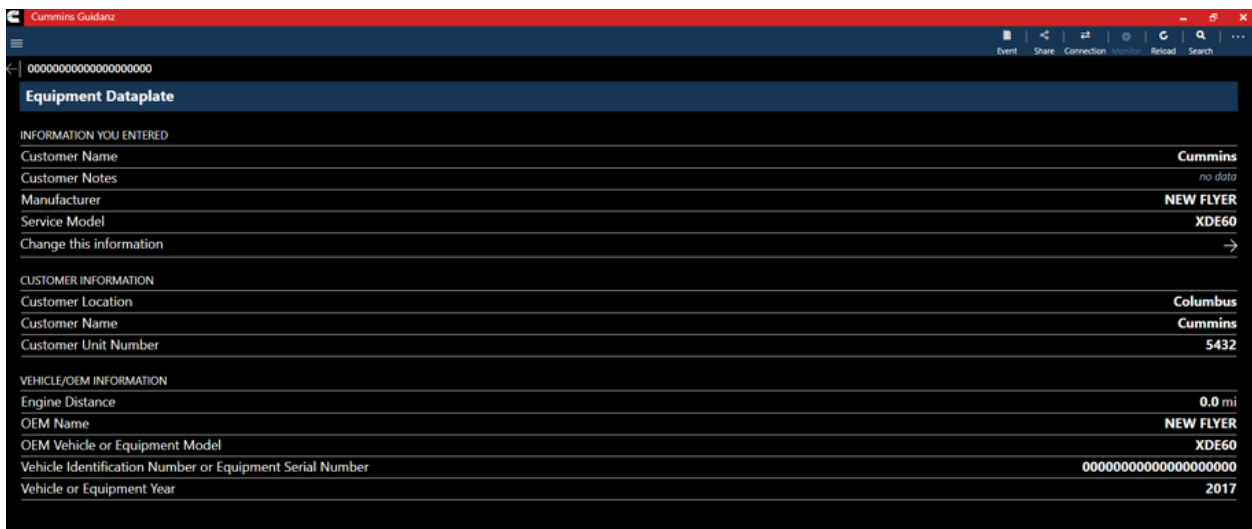 Cummins Guidanz
Event Share Connection Monitor Reload Search
00000000000000000000
Equipment Dataplate
INFORMATION YOU ENTERED
Customer Name Cummins
Customer Notes no data
Manufacturer NEW FLYER
Service Model XDE60
Change this information
CUSTOMER INFORMATION
Customer Location Columbus
Customer Name Cummins
Customer Unit Number 5432
VEHICLE/OEM INFORMATION
Engine Distance 0.0 mi
OEM Name NEW FLYER
OEM Vehicle or Equipment Model XDE60
Vehicle Identification Number or Equipment Serial Number 00000000000000000000
Vehicle or Equipment Year 2017